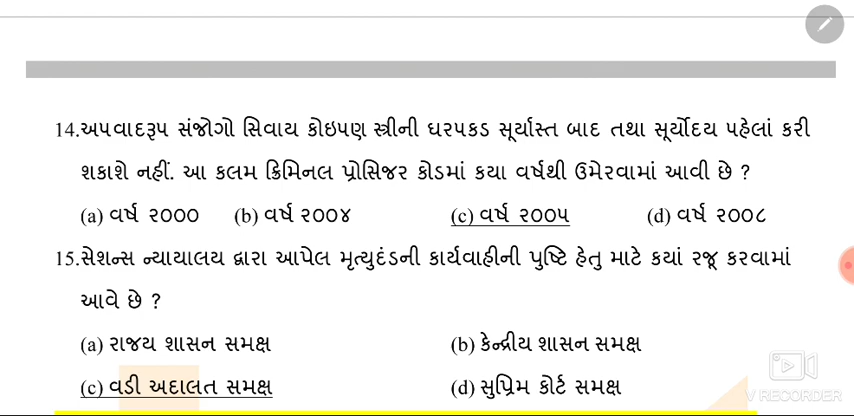 14.અપવાદરૂપ સંજોગો સિવાય કોઇપણ સ્ત્રીની ધરપકડ સૂર્યાસ્ત બાદ તથા સૂર્યોદય પહેલાં કરી
શકાશે નહીં. આ કલમ ક્રિમિનલ પ્રોસિજર કોડમાં કયા વર્ષથી ઉમેરવામાં આવી છે ?
(a) વર્ષ ૨૦૦૦ (b) વર્ષ ૨૦૦૪ (c) વર્ષ ૨૦૦૫ (d) વર્ષ ૨૦૦૮
15.સેશન્સ ન્યાયાલય દ્વારા આપેલ મૃત્યુદંડની કાર્યવાહીની પુષ્ટિ હેતુ માટે કયાં રજૂ કરવામાં
આવે છે ?
(a) રાજય શાસન સમક્ષ (b) કેન્દ્રીય શાસન સમક્ષ
(c) વડી અદાલત સમક્ષ (d) સુપ્રિમ કોર્ટ સમક્ષ
V RECORDER